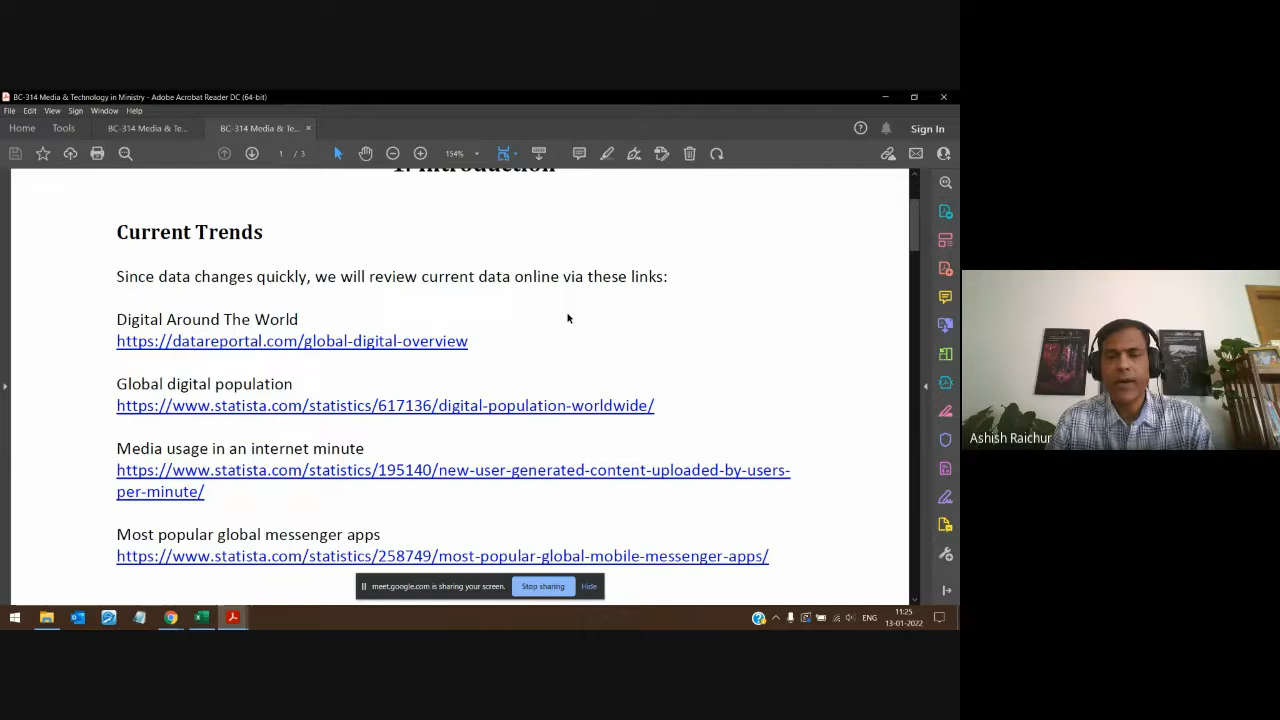 BC-314 Media & Technology in Ministry - Adobe Acrobat Reader DC (64-bit)
File Edit View Sign Window Help
Home Tools BC-314 Media & Te... BC-314 Media & Te... × Sign In
1 / 3 154%
1. Introduction
Current Trends
Since data changes quickly, we will review current data online via these links:
Digital Around The World
https://datareportal.com/global-digital-overview
Global digital population
https://www.statista.com/statistics/617136/digital-population-worldwide/
Media usage in an internet minute
https://www.statista.com/statistics/195140/new-user-generated-content-uploaded-by-users-
per-minute/
Most popular global messenger apps
https://www.statista.com/statistics/258749/most-popular-global-mobile-messenger-apps/
meet.google.com is sharing your screen. Stop sharing Hide
ENG
11:25
13-01-2022
Ashish Raichur